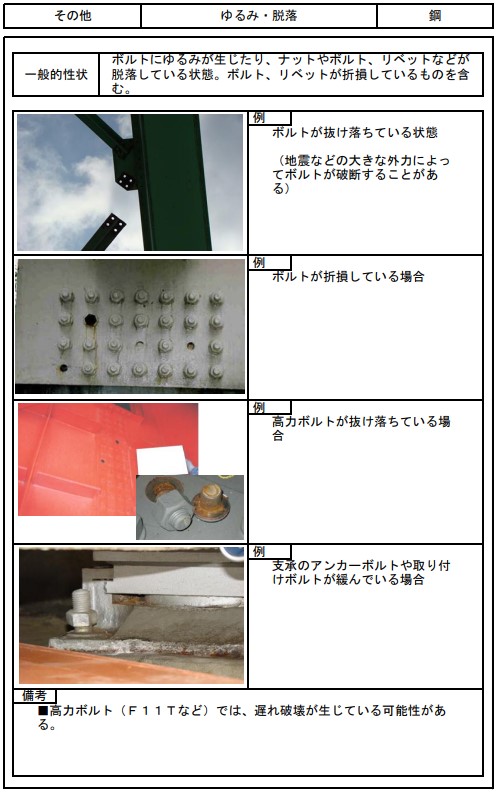 その他
ゆるみ・脱落
鋼
一般的性状
ボルトにゆるみが生じたり、ナットやボルト、リベットなどが
脱落している状態。ボルト、リベットが折損しているものを含
む。
例
ボルトが抜け落ちている状態
（地震などの大きな外力によっ
てボルトが破断することがあ
る）
例
ボルトが折損している場合
例
高力ボルトが抜け落ちている場
合
例
支承のアンカーボルトや取り付
けボルトが緩んでいる場合
備考
■高力ボルト（Ｆ１１Ｔなど）では、遅れ破壊が生じている可能性があ
る。